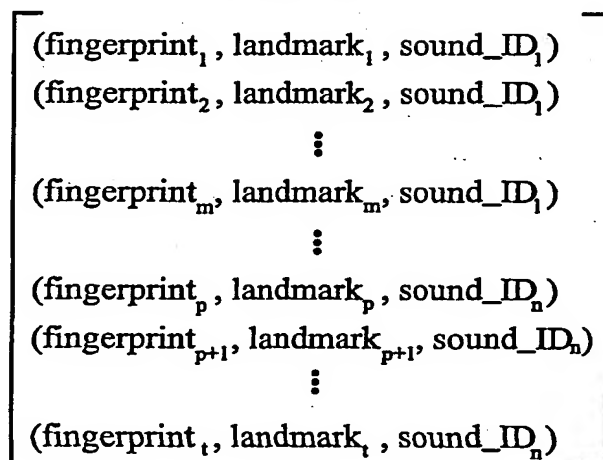 (fingerprint₁, landmark₁, sound_ID₁)
(fingerprint₂, landmark₂, sound_ID₁)
⋮
(fingerprintₘ, landmarkₘ, sound_ID₁)
⋮
(fingerprintₚ, landmarkₚ, sound_IDₙ)
(fingerprintₚ₊₁, landmarkₚ₊₁, sound_IDₙ)
⋮
(fingerprintₜ, landmarkₜ, sound_IDₙ)